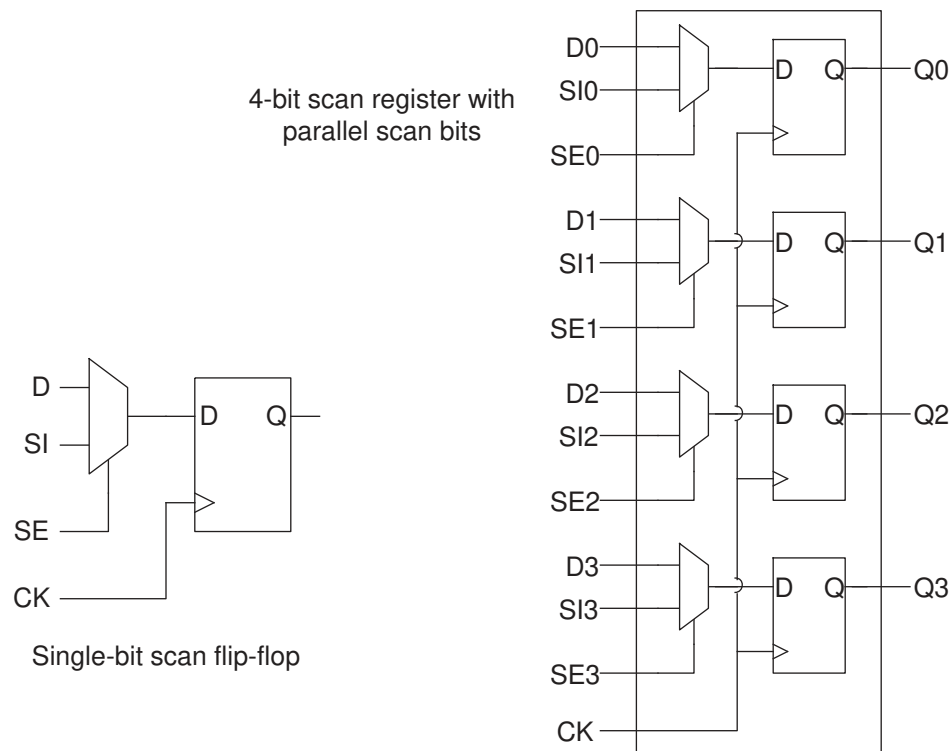 4-bit scan register with
parallel scan bits
D0
SI0
SE0
D Q
Q0
D1
SI1
SE1
D Q
Q1
D2
SI2
SE2
D Q
Q2
D3
SI3
SE3
D Q
Q3
CK
D
SI
SE
CK
D Q
Single-bit scan flip-flop